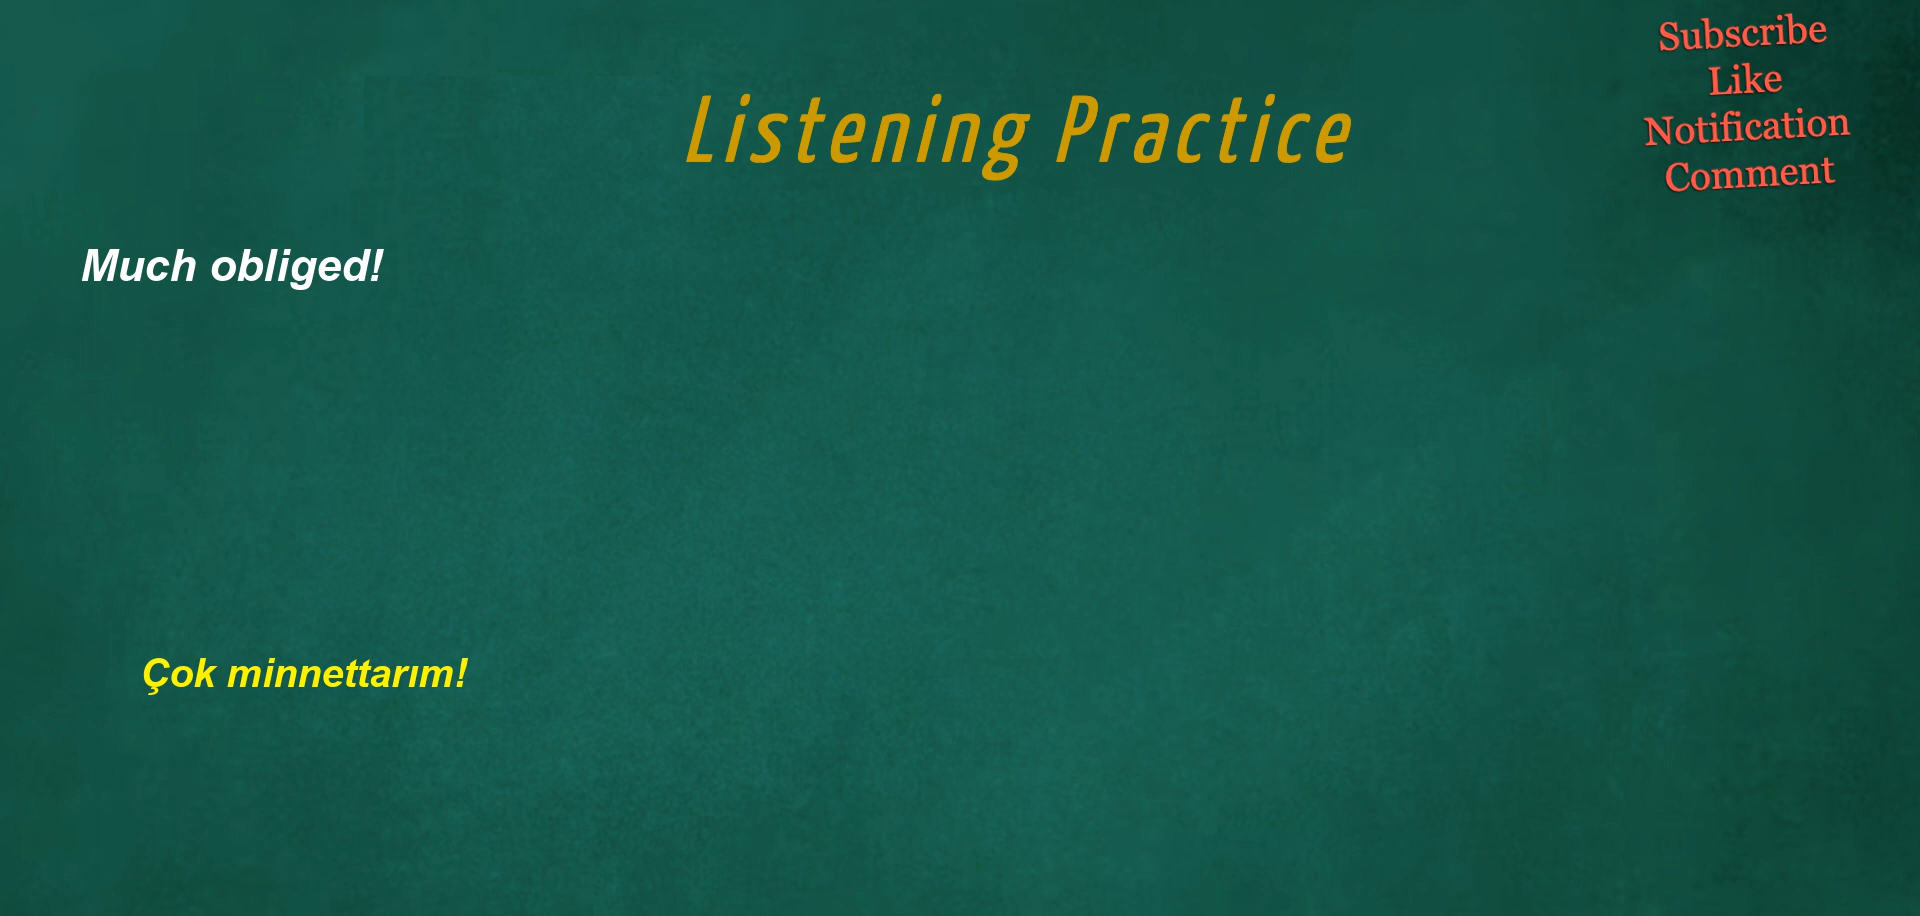 Listening Practice
Subscribe
Like
Notification
Comment
Much obliged!
Çok minnettarım!